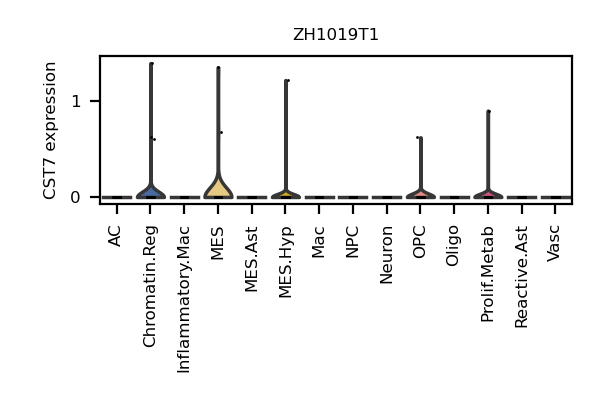 ZH1019T1
CST7 expression
1
0
AC
Chromatin.Reg
Inflammatory.Mac
MES
MES.Ast
MES.Hyp
Mac
NPC
Neuron
OPC
Oligo
Prolif.Metab
Reactive.Ast
Vasc